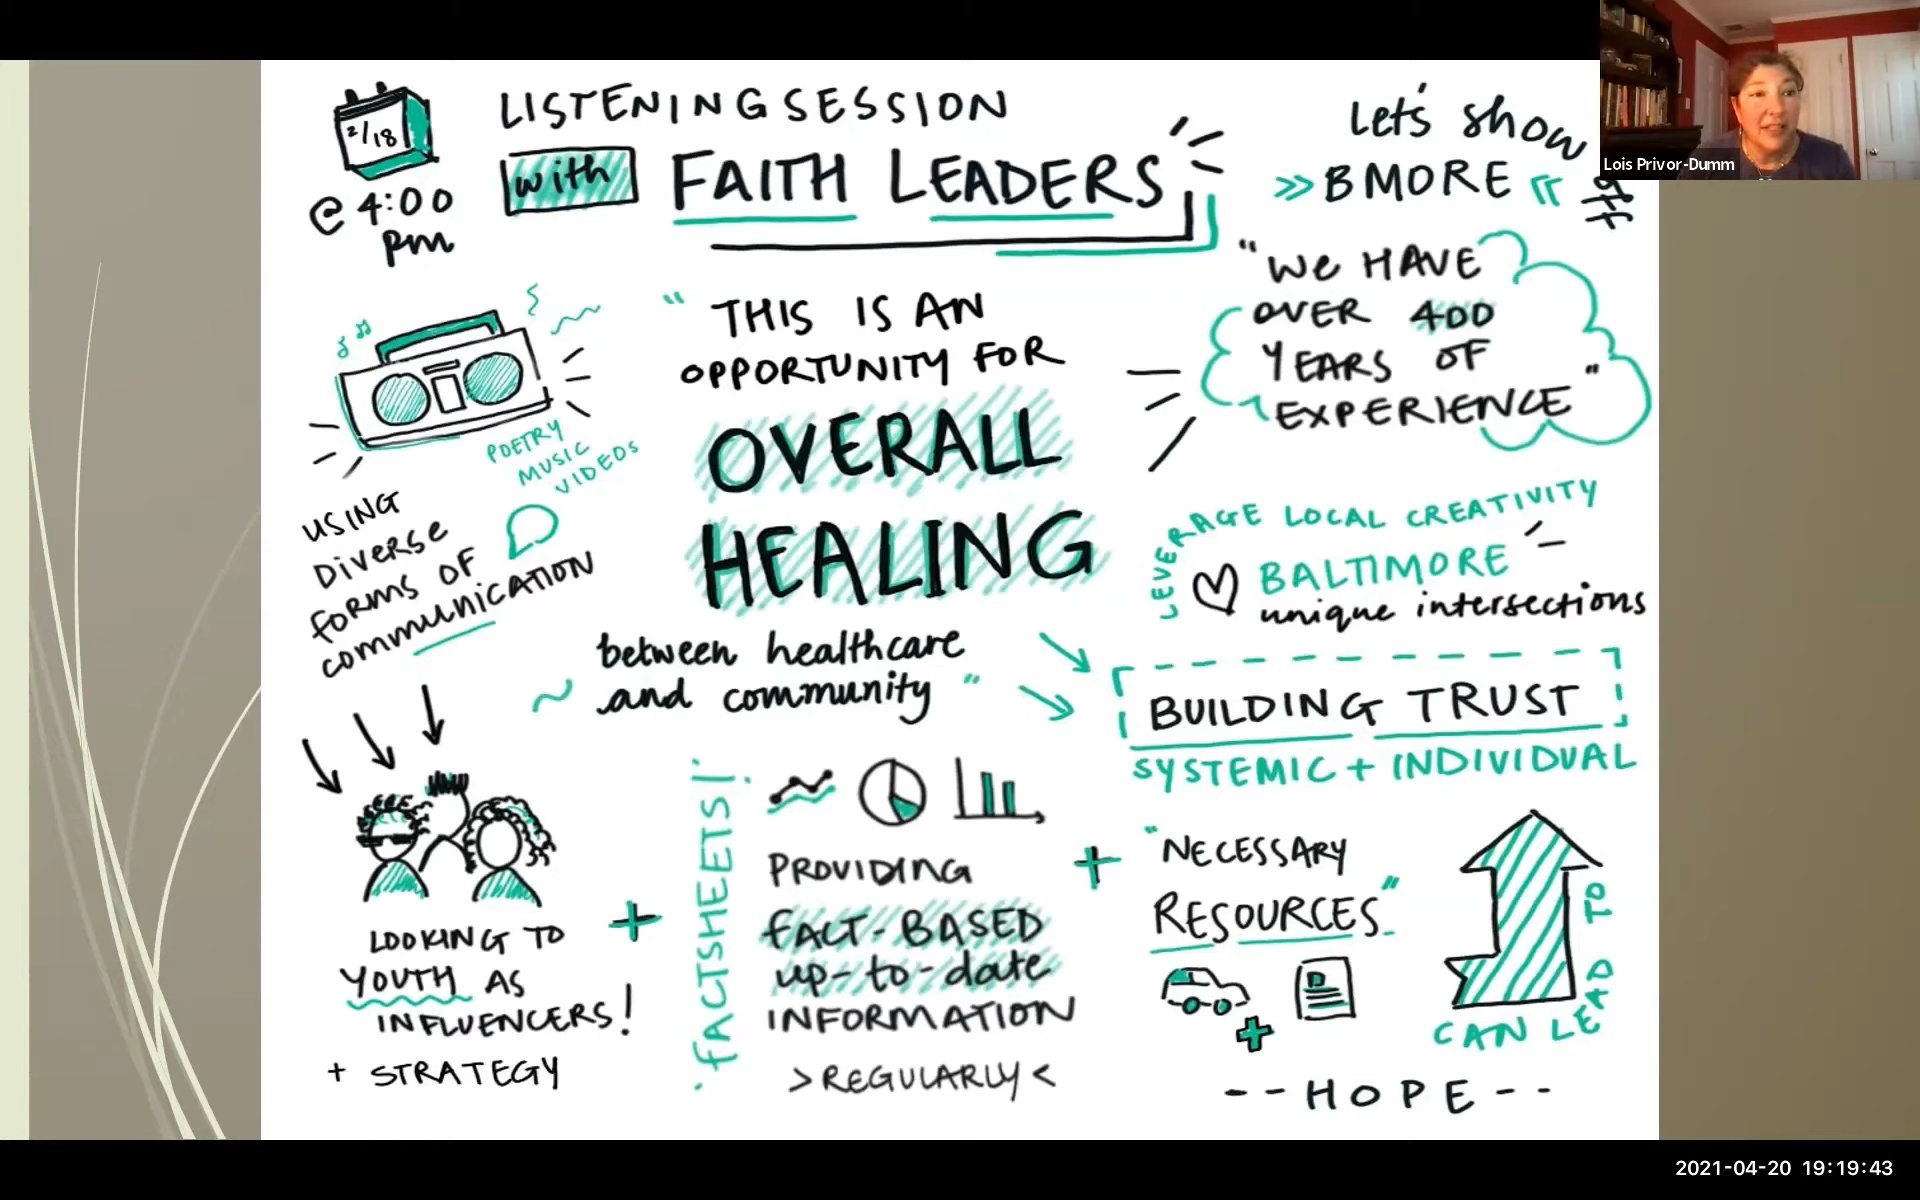 2/18
@ 4:00
pm
LISTENING SESSION
with FAITH LEADERS
Let's show
BMORE
off
Lois Privor-Dumm
"WE HAVE
OVER 400
YEARS OF
EXPERIENCE"
"THIS IS AN
OPPORTUNITY FOR
OVERALL
HEALING
between healthcare
and community"
POETRY
MUSIC
VIDEOS
USING
DIVERSE
FORMS OF
communication
LEVERAGE LOCAL CREATIVITY
BALTIMORE
unique intersections
BUILDING TRUST
SYSTEMIC + INDIVIDUAL
LOOKING TO
YOUTH AS
INFLUENCERS!
+ STRATEGY
+
FACTSHEETS!
PROVIDING
FACT-BASED
up-to-date
INFORMATION
>REGULARLY<
+
"NECESSARY
RESOURCES"
+
CAN LEAD TO
--HOPE--
2021-04-20 19:19:43